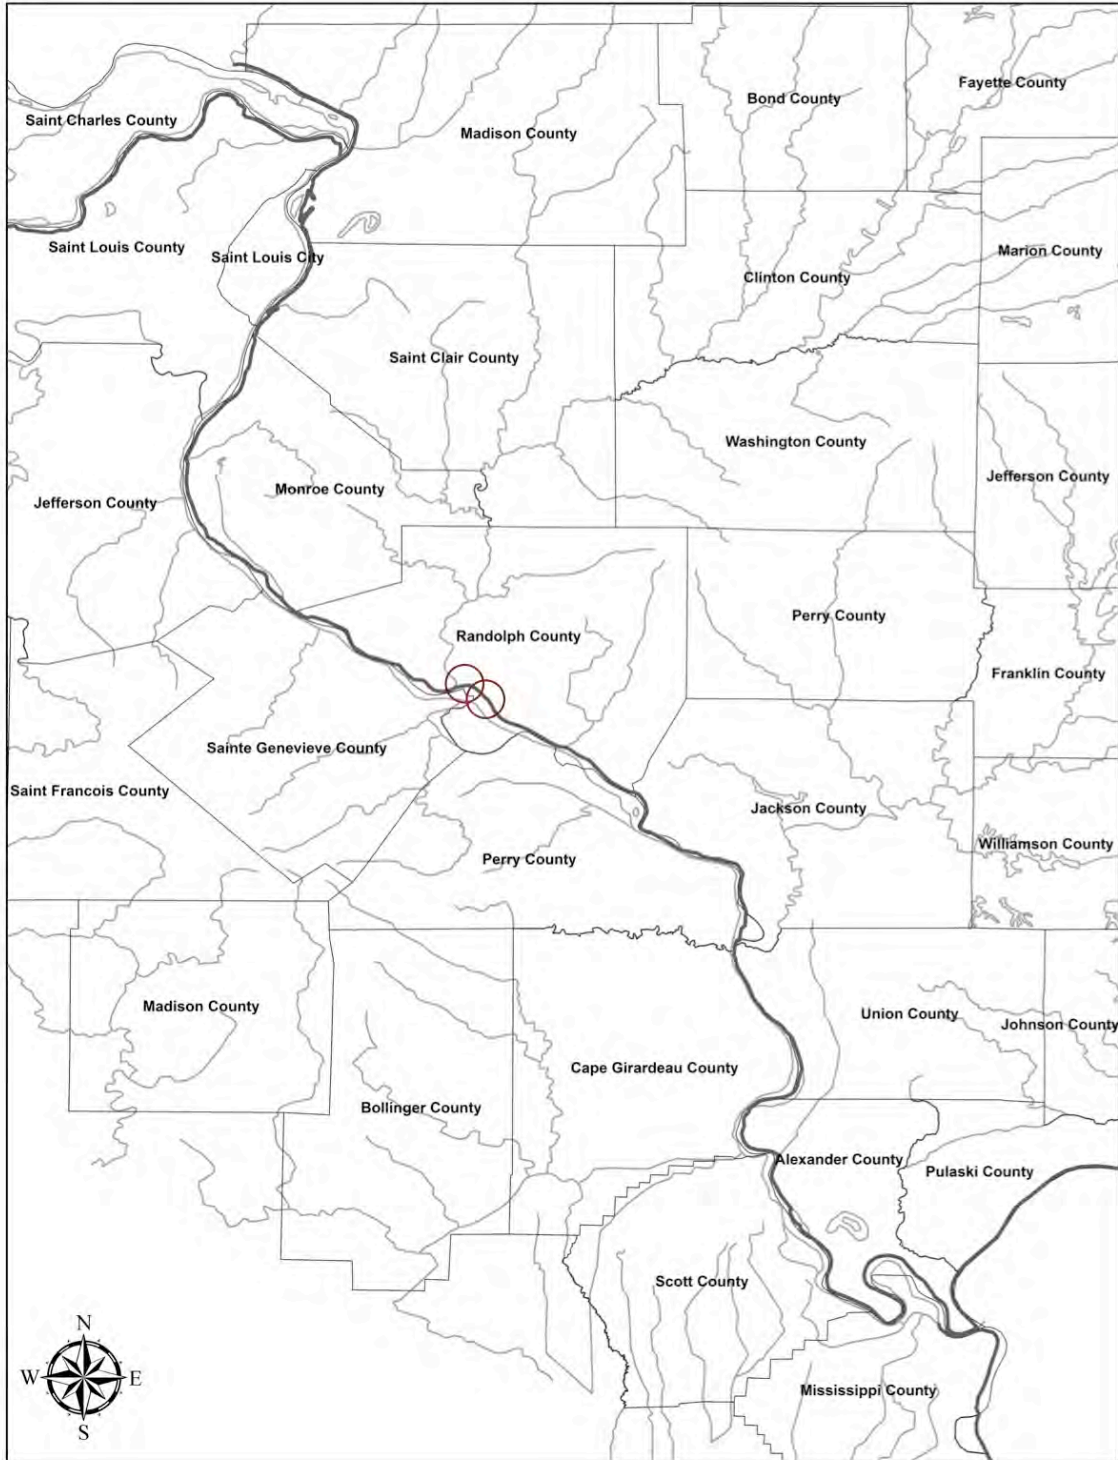 Fayette County
Bond County
Saint Charles County
Madison County
Saint Louis County
Saint Louis City
Marion County
Clinton County
Saint Clair County
Washington County
Jefferson County
Monroe County
Jefferson County
Perry County
Randolph County
Franklin County
Sainte Genevieve County
Saint Francois County
Jackson County
Williamson County
Perry County
Madison County
Union County
Johnson County
Cape Girardeau County
Bollinger County
Alexander County
Pulaski County
Scott County
Mississippi County
N
W
E
S